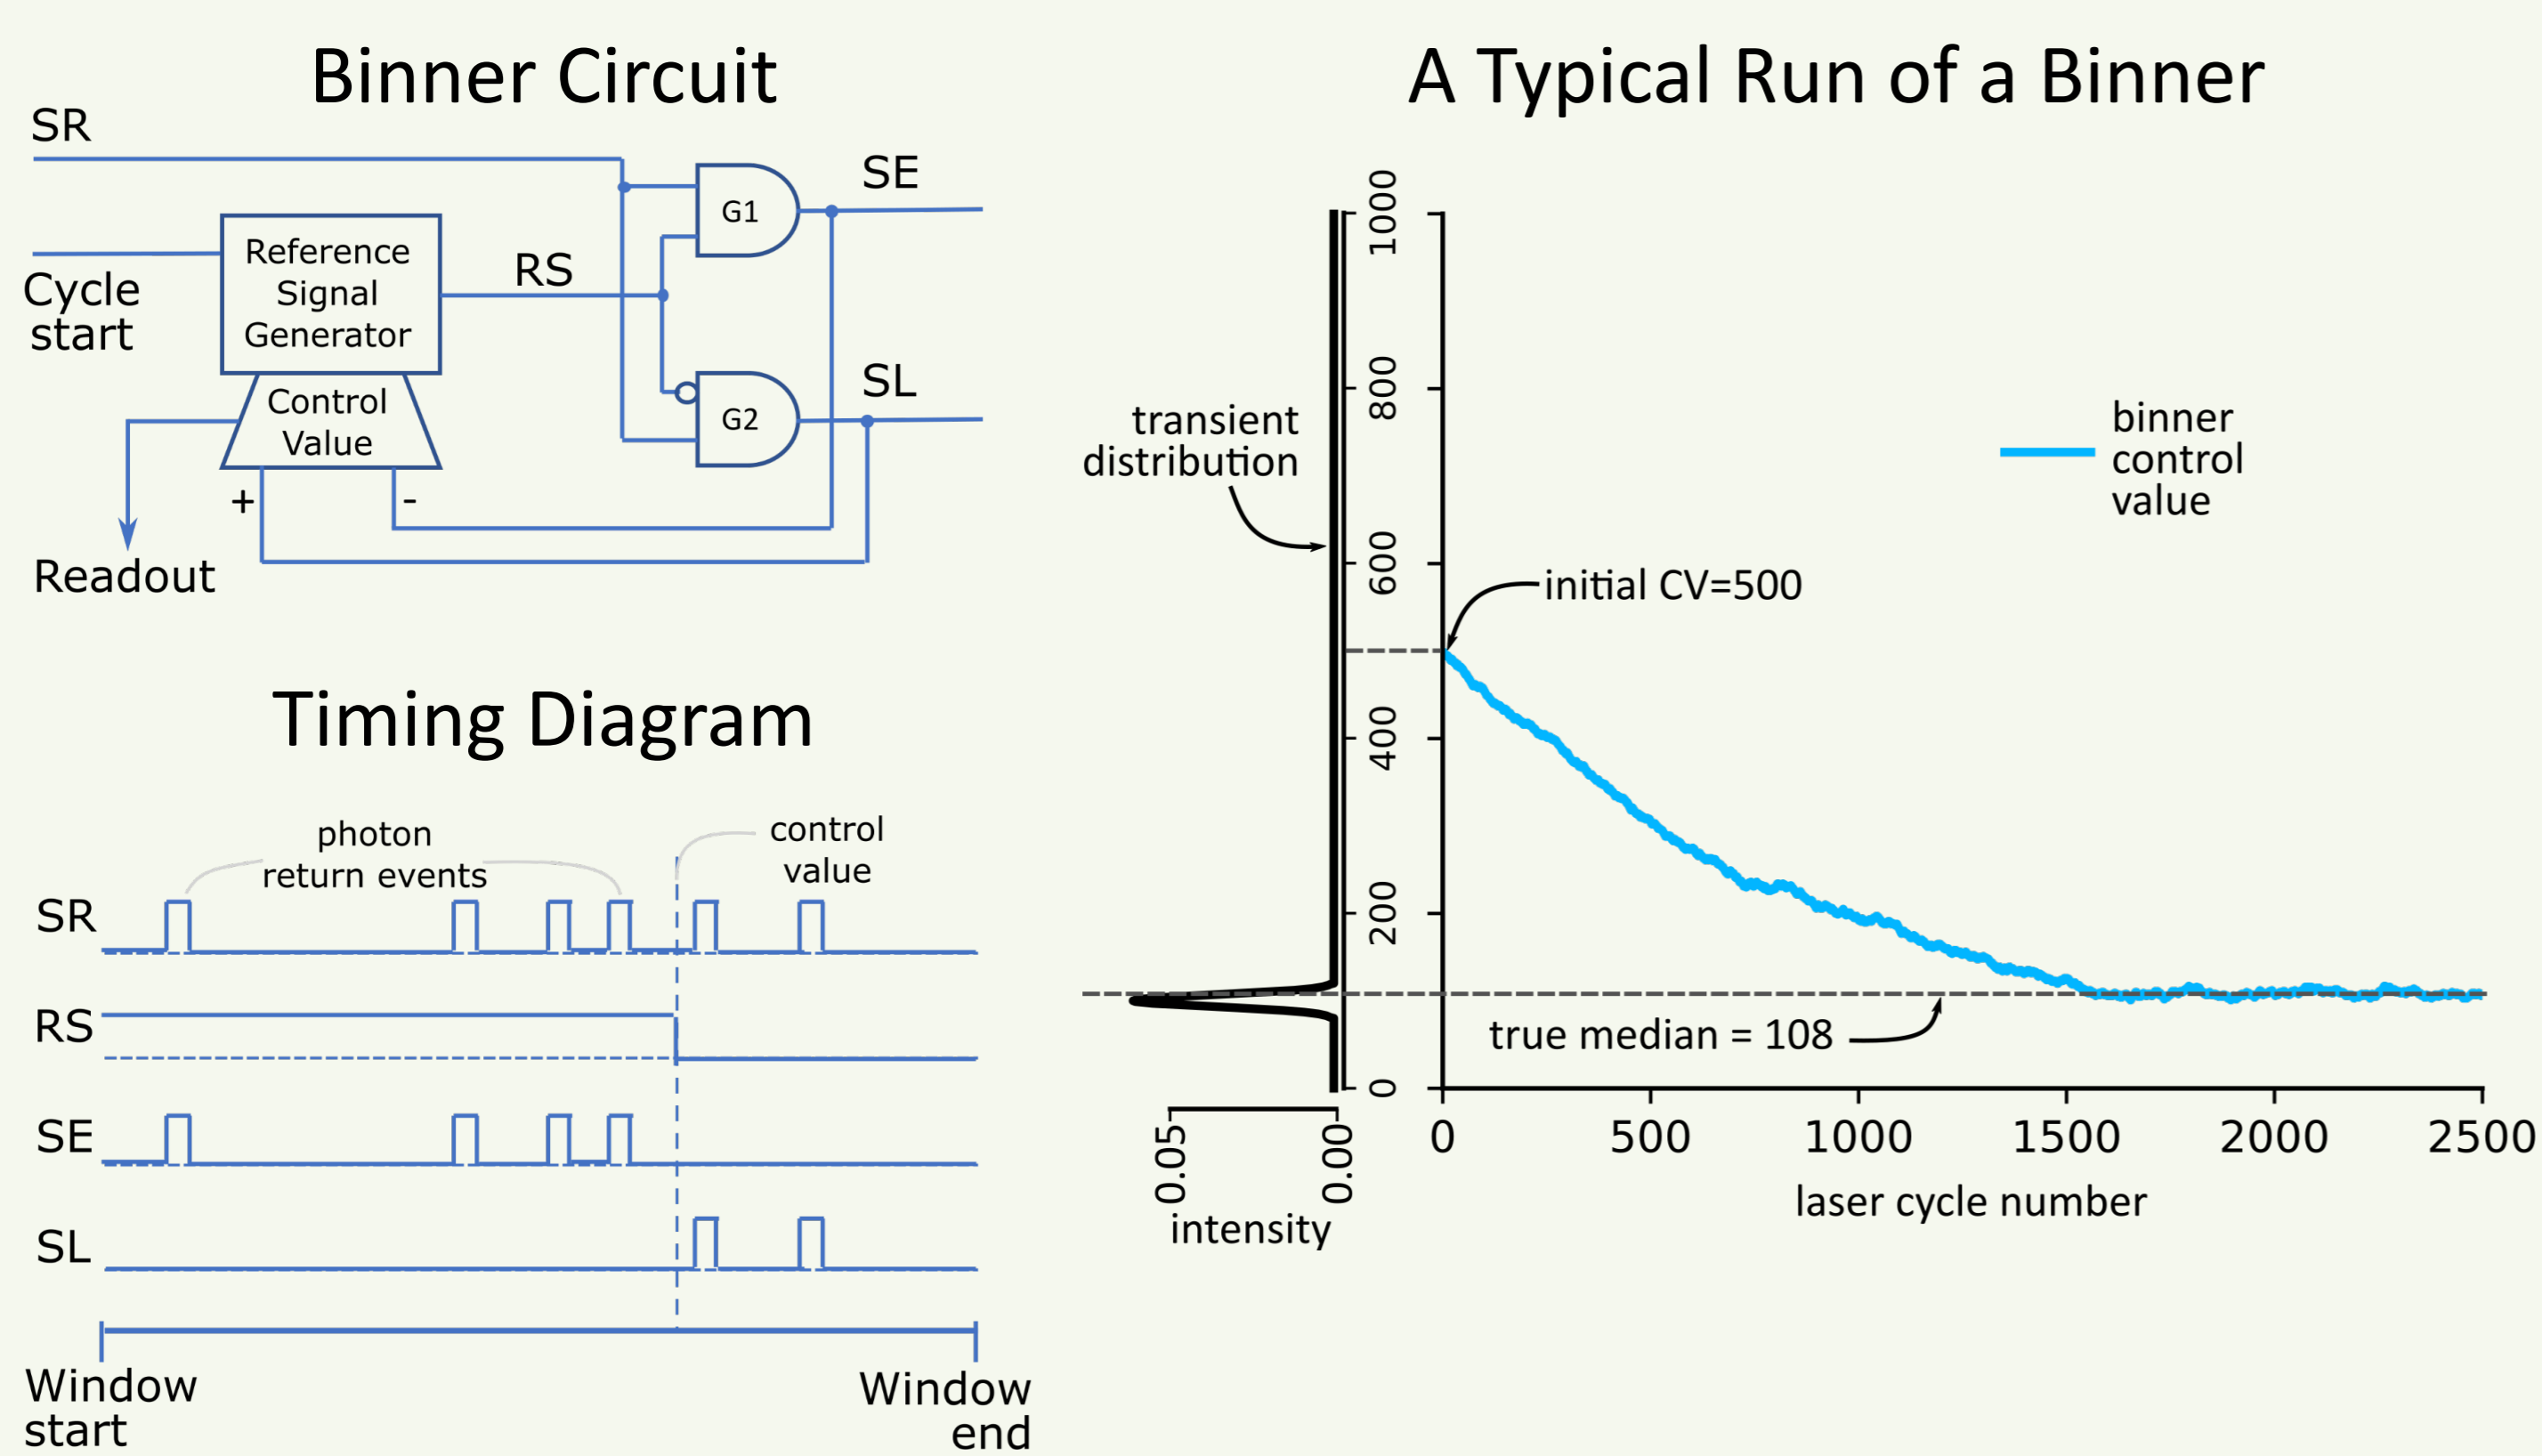 Binner Circuit
SR
Cycle
start
Reference
Signal
Generator
RS
Control
Value
+
-
Readout
G1
G2
SE
SL
Timing Diagram
photon
return events
control
value
SR
RS
SE
SL
Window
start
Window
end
A Typical Run of a Binner
transient
distribution
1000
800
600
400
200
0
0.05
0.00
intensity
initial CV=500
binner
control
value
true median = 108
0
500
1000
1500
2000
2500
laser cycle number